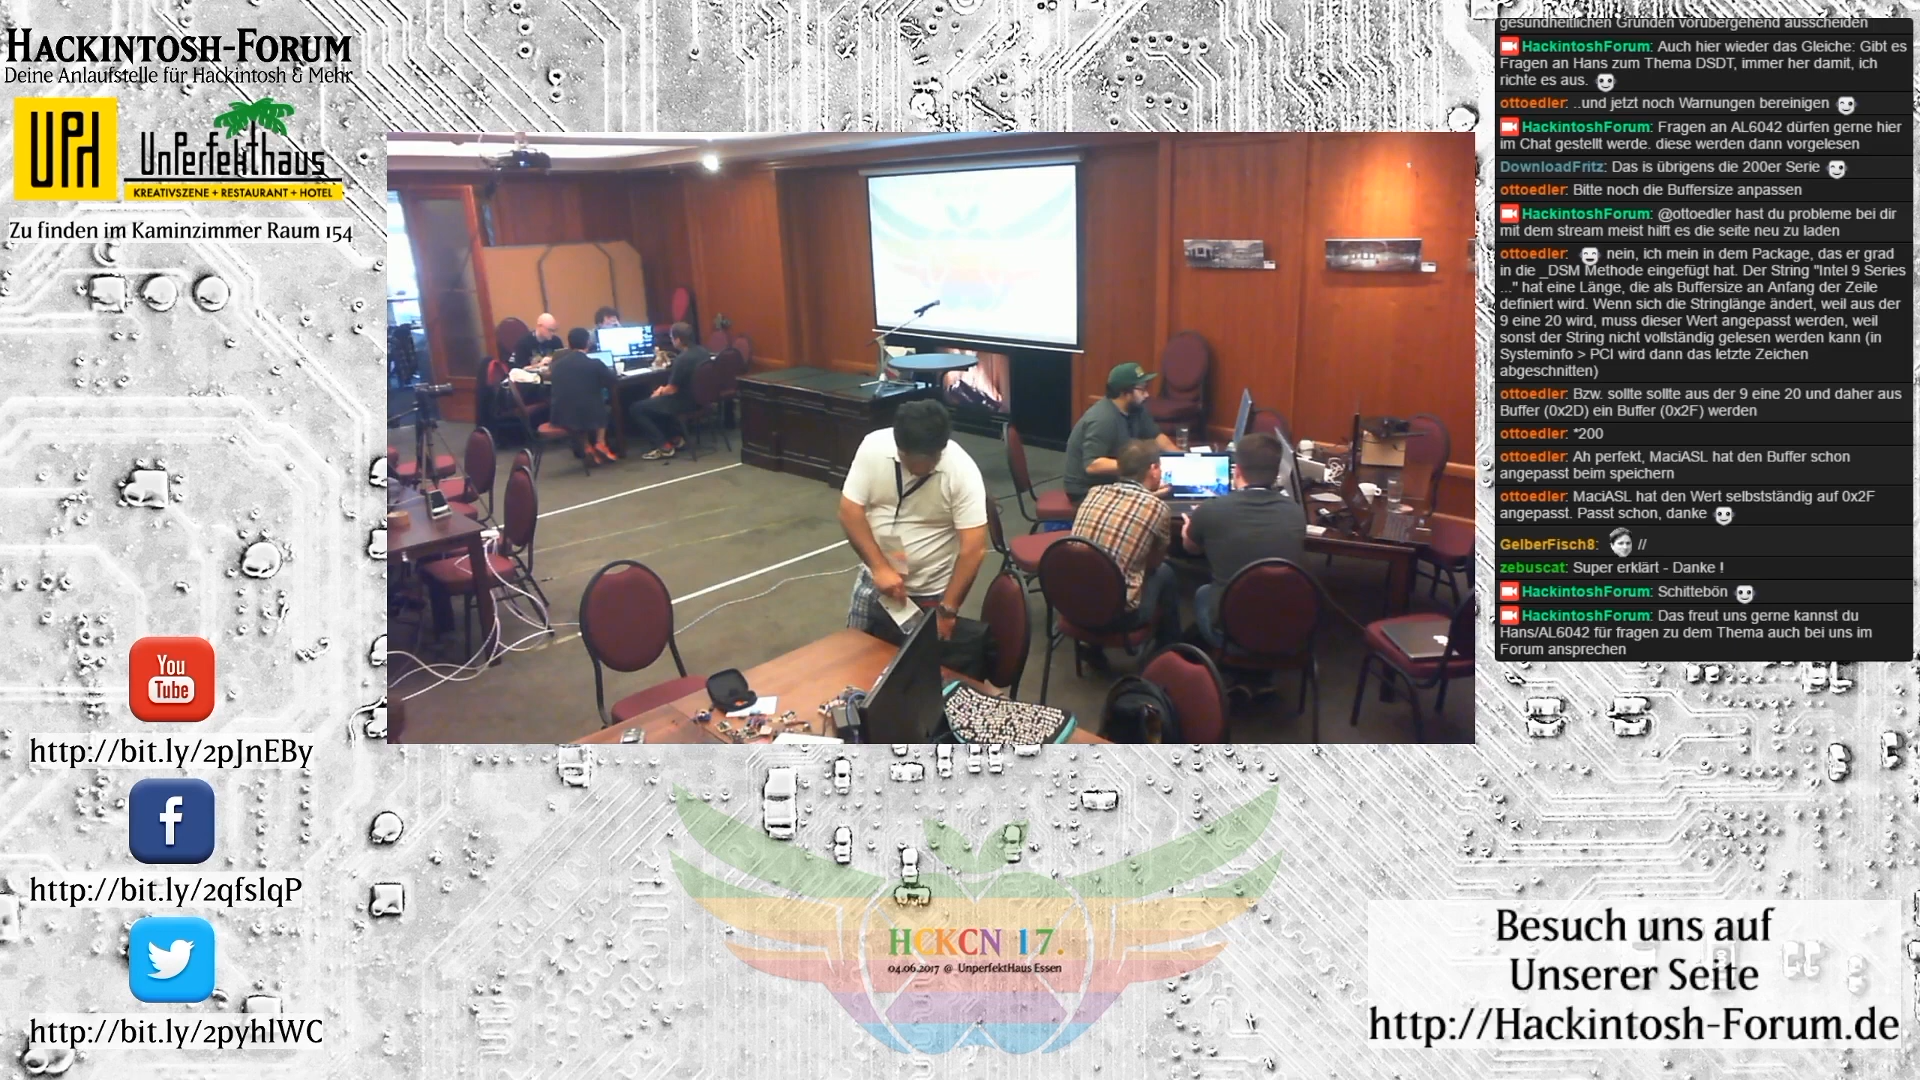 HACKINTOSH-FORUM
Deine Anlaufstelle für Hackintosh & Mehr
UPH
UnPerfekthaus
KREATIVSZENE + RESTAURANT + HOTEL
Zu finden im Kaminzimmer Raum 154
You
Tube
http://bit.ly/2pJnEBy
f
http://bit.ly/2qfslqP
http://bit.ly/2pyhlWC
gesundheitlichen Gründen vorübergehend ausscheiden
HackintoshForum: Auch hier wieder das Gleiche: Gibt es
Fragen an Hans zum Thema DSDT, immer her damit, ich
richte es aus.
ottoedler: ..und jetzt noch Warnungen bereinigen
HackintoshForum: Fragen an AL6042 dürfen gerne hier
im Chat gestellt werde. diese werden dann vorgelesen
DownloadFritz: Das is übrigens die 200er Serie
ottoedler: Bitte noch die Buffersize anpassen
HackintoshForum: @ottoedler hast du probleme bei dir
mit dem stream meist hilft es die seite neu zu laden
ottoedler: nein, ich mein in dem Package, das er grad
in die _DSM Methode eingefügt hat. Der String "Intel 9 Series
..." hat eine Länge, die als Buffersize an Anfang der Zeile
definiert wird. Wenn sich die Stringlänge ändert, weil aus der
9 eine 20 wird, muss dieser Wert angepasst werden, weil
sonst der String nicht vollständig gelesen werden kann (in
Systeminfo > PCI wird dann das letzte Zeichen
abgeschnitten)
ottoedler: Bzw. sollte sollte aus der 9 eine 20 und daher aus
Buffer (0x2D) ein Buffer (0x2F) werden
ottoedler: *200
ottoedler: Ah perfekt, MaciASL hat den Buffer schon
angepasst beim speichern
ottoedler: MaciASL hat den Wert selbstständig auf 0x2F
angepasst. Passt schon, danke
GelberFisch8: //
zebuscat: Super erklärt - Danke !
HackintoshForum: Schittebön
HackintoshForum: Das freut uns gerne kannst du
Hans/AL6042 für fragen zu dem Thema auch bei uns im
Forum ansprechen
HCKCN 17.
04.06.2017 @ UnperfektHaus Essen
Besuch uns auf
Unserer Seite
http://Hackintosh-Forum.de